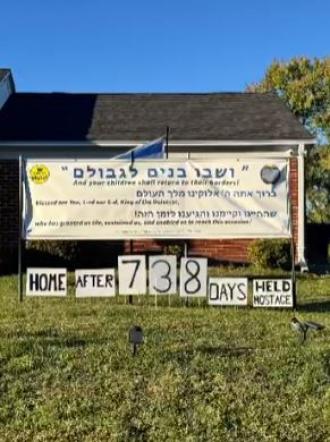 " ושבו בנים לגבולם "
And your children shall return to their borders!
ברוך אתה ה׳ אלוקינו מלך העולם
Blessed are You, Lord our G-d, King of the Universe,
שהחיינו וקיימנו והגיענו לזמן הזה!
who has granted us life, sustained us, and enabled us to reach this occasion!
HOME AFTER 738 DAYS HELD HOSTAGE